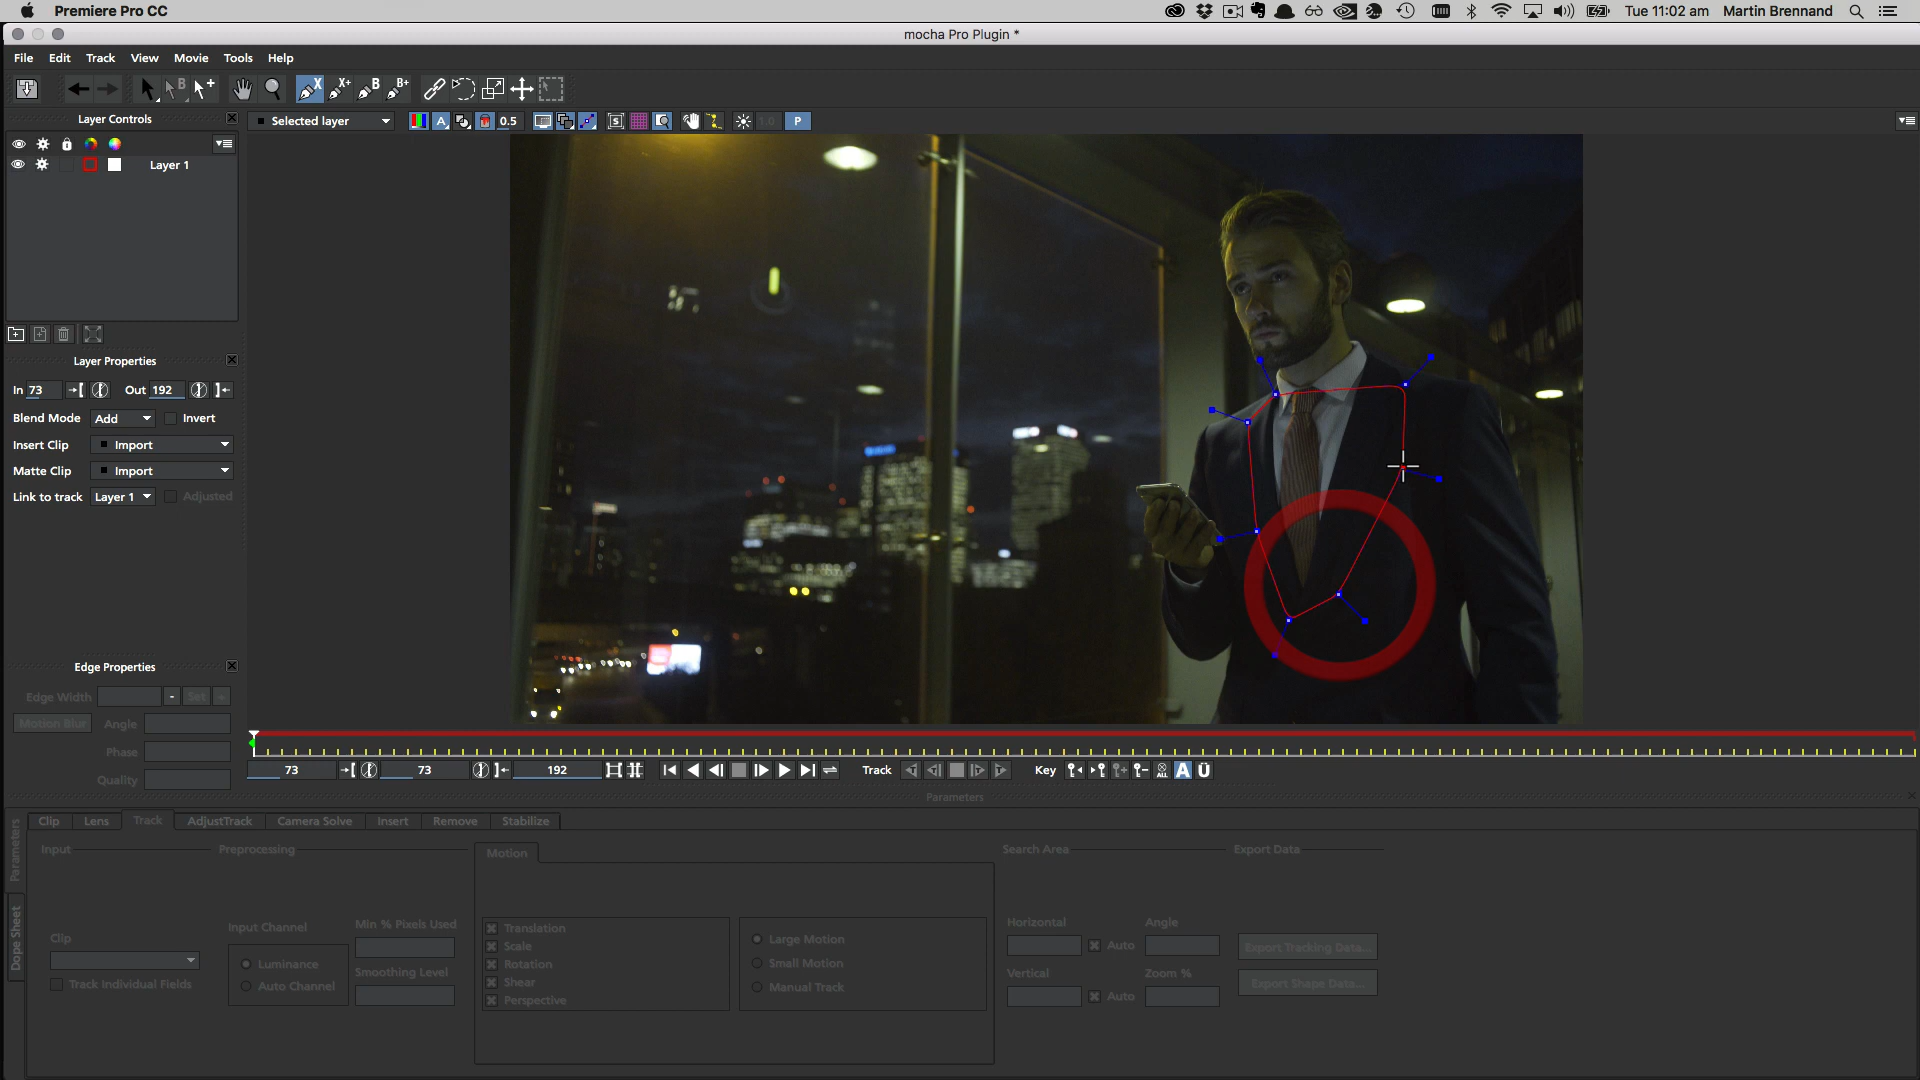 Premiere Pro CC
Tue 11:02 am Martin Brennand
mocha Pro Plugin *
File Edit Track View Movie Tools Help
X X+ B B+
Layer Controls
Selected layer
A 0.5 S 1.0 P
Layer 1
Layer Properties
In 73 Out 192
Blend Mode Add Invert
Insert Clip Import
Matte Clip Import
Link to track Layer 1 Adjusted
Edge Properties
Edge Width - Set
Motion Blur Angle
Phase
Quality
73 73 192 Track Key ALL A Ü
Parameters
Parameters
Dope Sheet
Clip Lens Track AdjustTrack Camera Solve Insert Remove Stabilize
Input Preprocessing Motion Search Area Export Data
Clip
Track Individual Fields
Input Channel
Luminance
Auto Channel
Min % Pixels Used
Smoothing Level
Translation
Scale
Rotation
Shear
Perspective
Large Motion
Small Motion
Manual Track
Horizontal Angle
Auto
Vertical Zoom %
Auto
Export Tracking Data...
Export Shape Data...